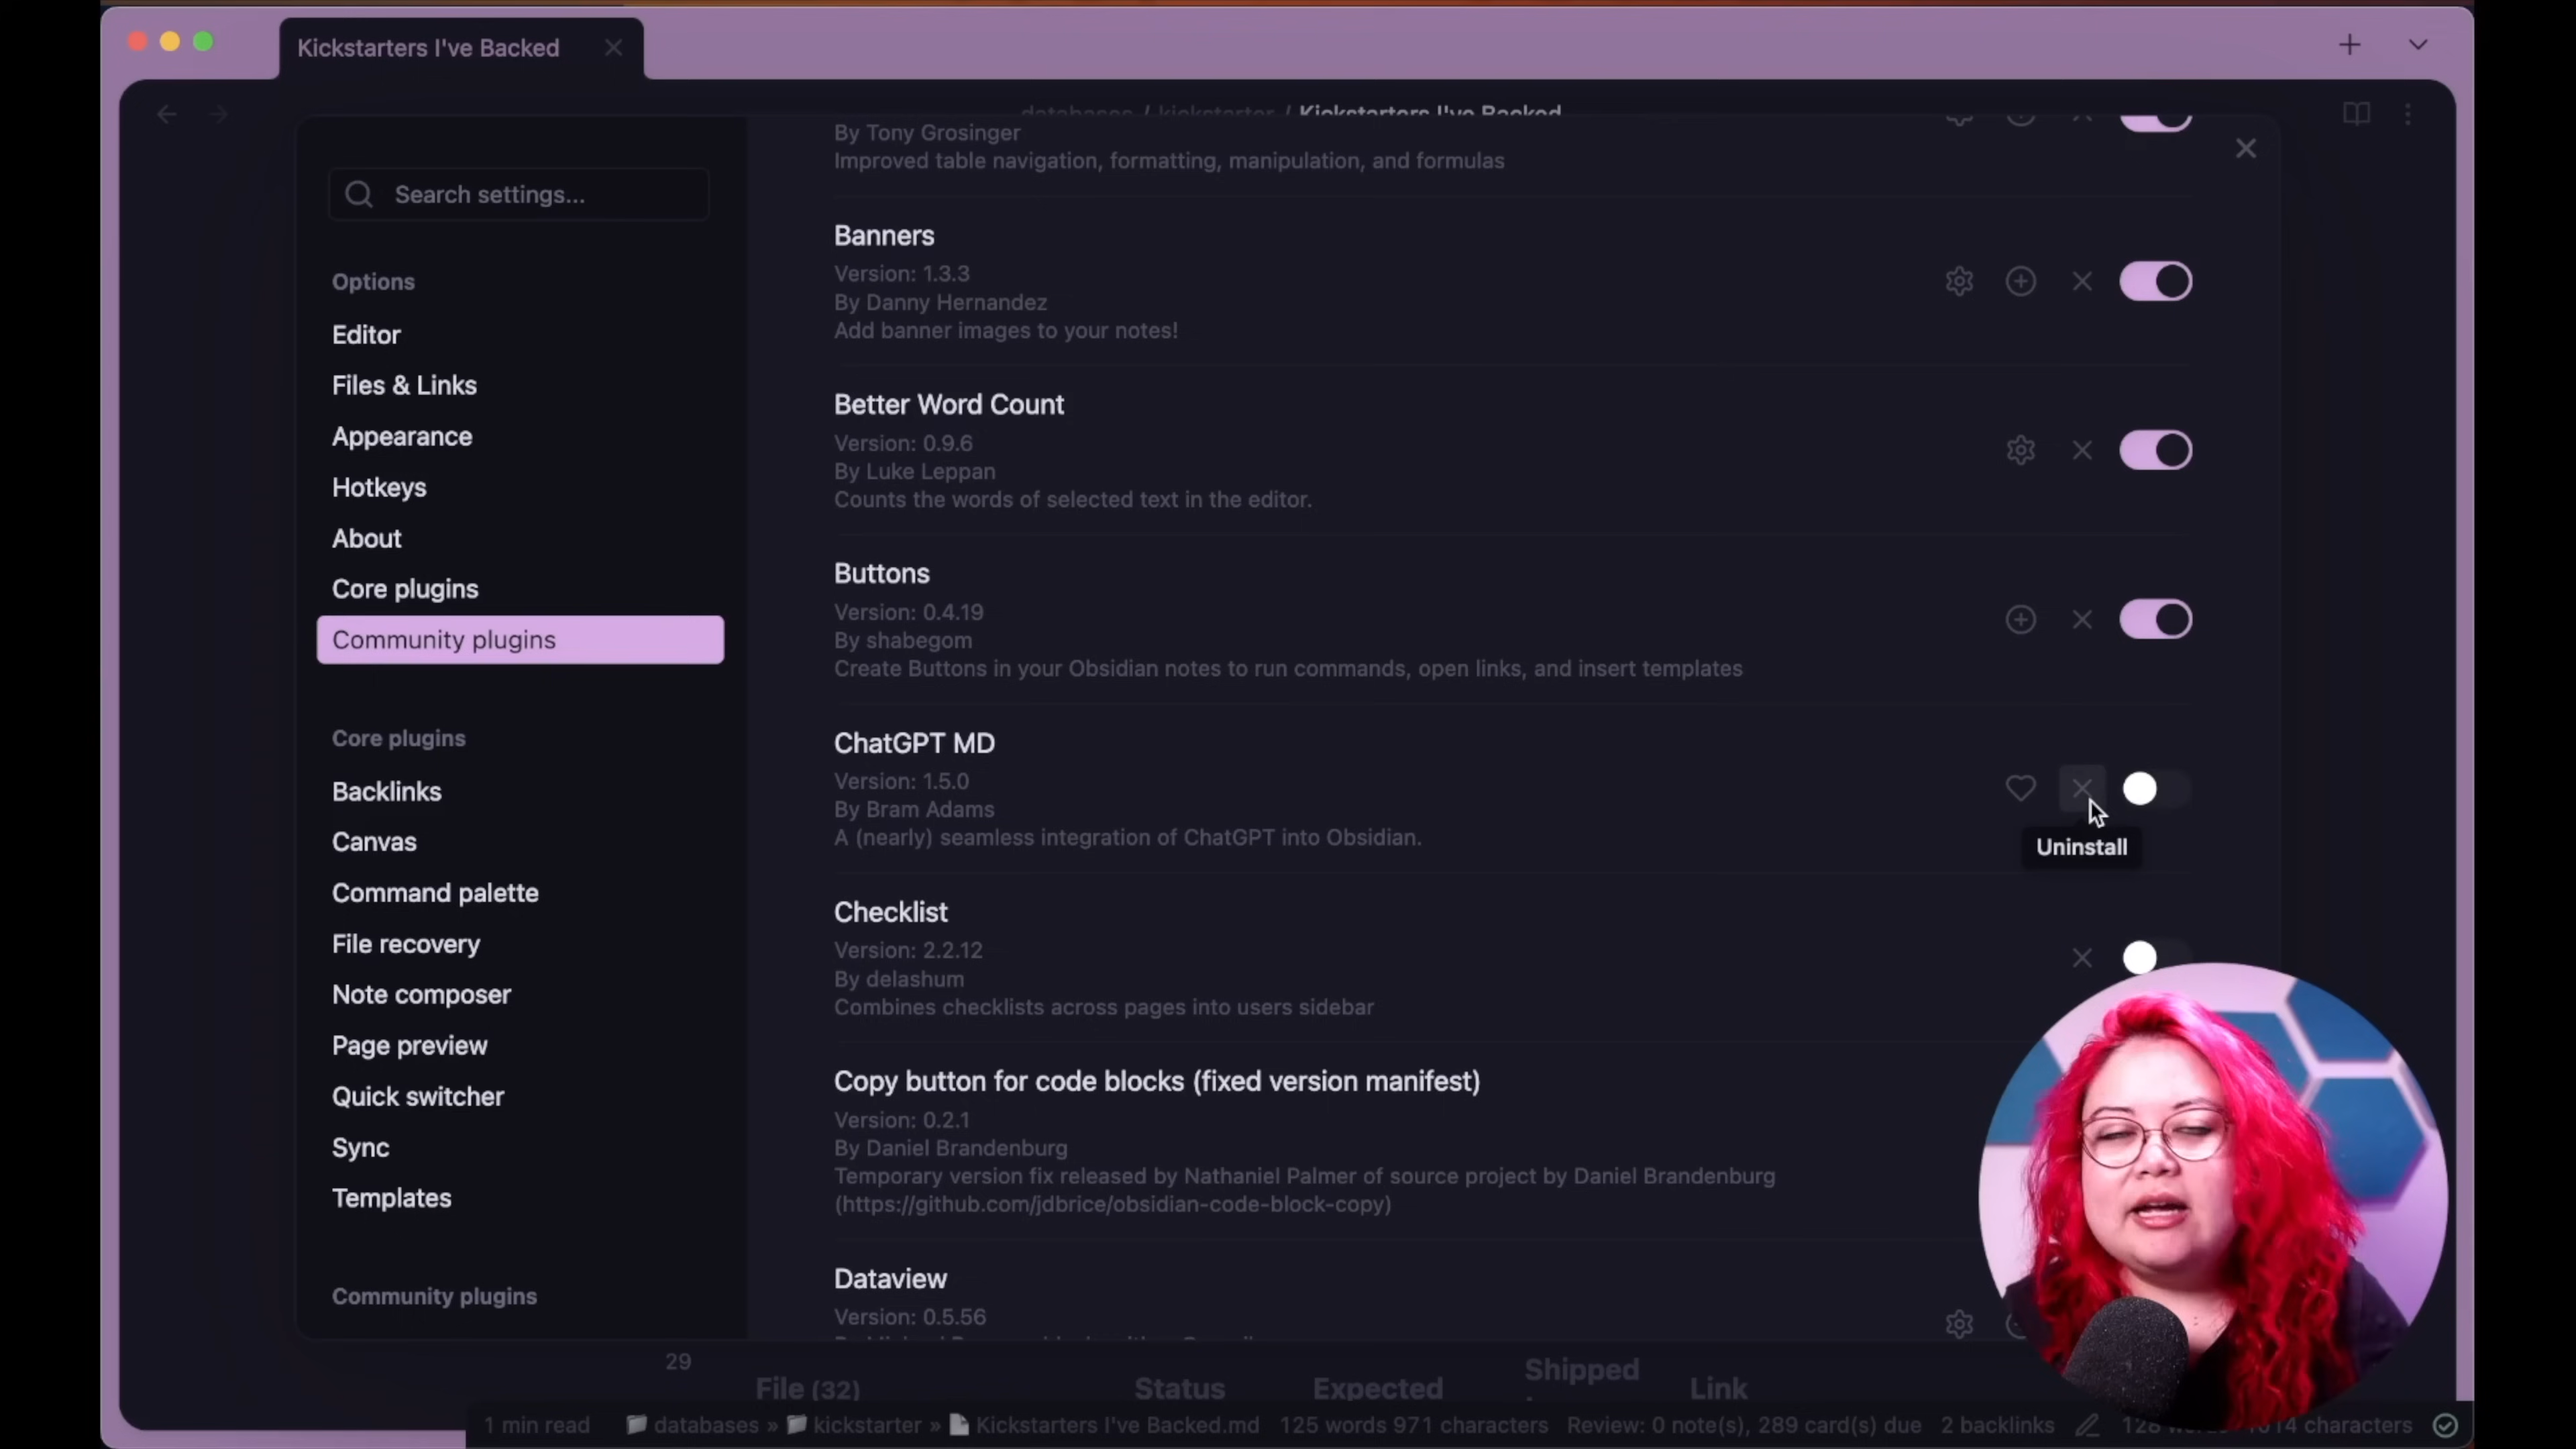 Kickstarters I've Backed
databases / kickstarter / Kickstarters I've Backed
Search settings...
Options
Editor
Files & Links
Appearance
Hotkeys
About
Core plugins
Community plugins
Core plugins
Backlinks
Canvas
Command palette
File recovery
Note composer
Page preview
Quick switcher
Sync
Templates
Community plugins
By Tony Grosinger
Improved table navigation, formatting, manipulation, and formulas
Banners
Version: 1.3.3
By Danny Hernandez
Add banner images to your notes!
Better Word Count
Version: 0.9.6
By Luke Leppan
Counts the words of selected text in the editor.
Buttons
Version: 0.4.19
By shabegom
Create Buttons in your Obsidian notes to run commands, open links, and insert templates
ChatGPT MD
Version: 1.5.0
By Bram Adams
A (nearly) seamless integration of ChatGPT into Obsidian.
Uninstall
Checklist
Version: 2.2.12
By delashum
Combines checklists across pages into users sidebar
Copy button for code blocks (fixed version manifest)
Version: 0.2.1
By Daniel Brandenburg
Temporary version fix released by Nathaniel Palmer of source project by Daniel Brandenburg
(https://github.com/jdbrice/obsidian-code-block-copy)
Dataview
Version: 0.5.56
29
File (32) Status Expected Shipped Link
1 min read databases » kickstarter » Kickstarters I've Backed.md 125 words 971 characters Review: 0 note(s), 289 card(s) due 2 backlinks characters